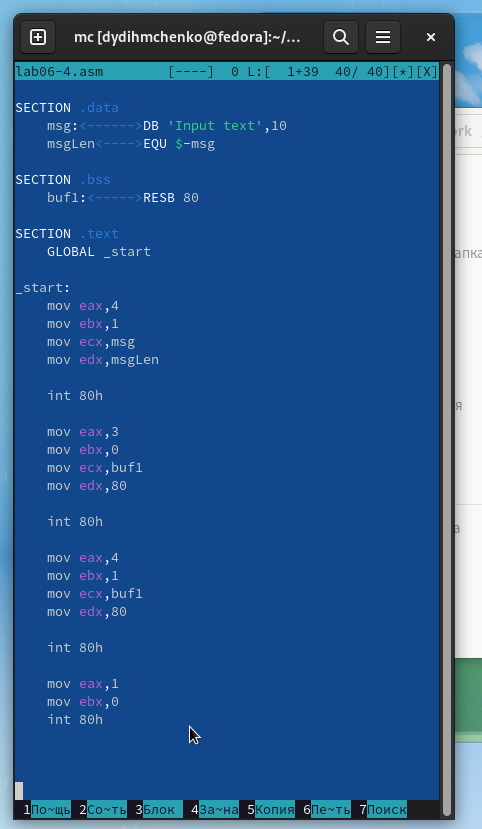 mc [dydihmchenko@fedora]:~/...
lab06-4.asm [----] 0 L:[ 1+39 40/ 40][*][X]
SECTION .data
msg:<------>DB 'Input text',10
msgLen<---->EQU $-msg
SECTION .bss
buf1:<----->RESB 80
SECTION .text
GLOBAL _start
_start:
mov eax,4
mov ebx,1
mov ecx,msg
mov edx,msgLen
int 80h
mov eax,3
mov ebx,0
mov ecx,buf1
mov edx,80
int 80h
mov eax,4
mov ebx,1
mov ecx,buf1
mov edx,80
int 80h
mov eax,1
mov ebx,0
int 80h
1По~щь 2Со~ть 3Блок 4За~на 5Копия 6Пе~ть 7Поиск